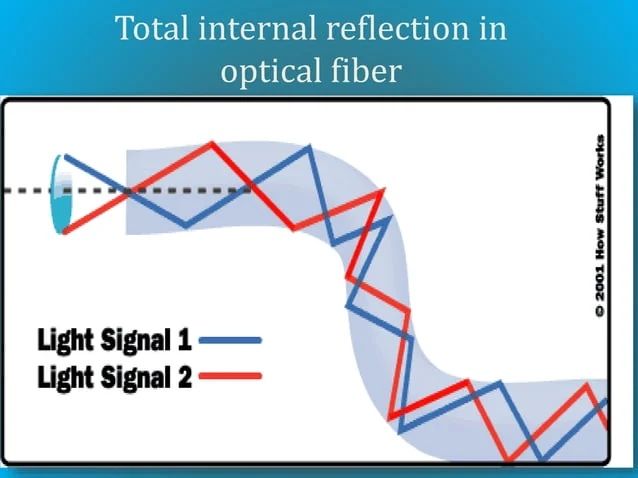 Total internal reflection in
optical fiber
© 2001 How Stuff Works
Light Signal 1
Light Signal 2